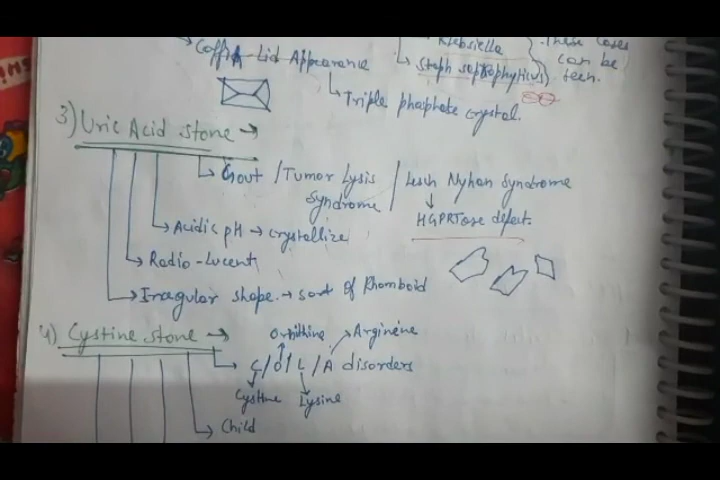 → Coffin-Lid Appearance
Klebsiella
Staph saprophyticus
These cases
can be
seen.
Triple phosphate crystal.
3) Uric Acid stone →
Gout / Tumor Lysis Syndrome / Lesch Nyhan Syndrome
HGPRTase defect.
Acidic pH → crystallize
Radio-Lucent
Irregular shape. → sort of Rhomboid
4) Cystine stone →
Ornithine
Arginine
C/O/L/A disorders
Cystine
Lysine
Child